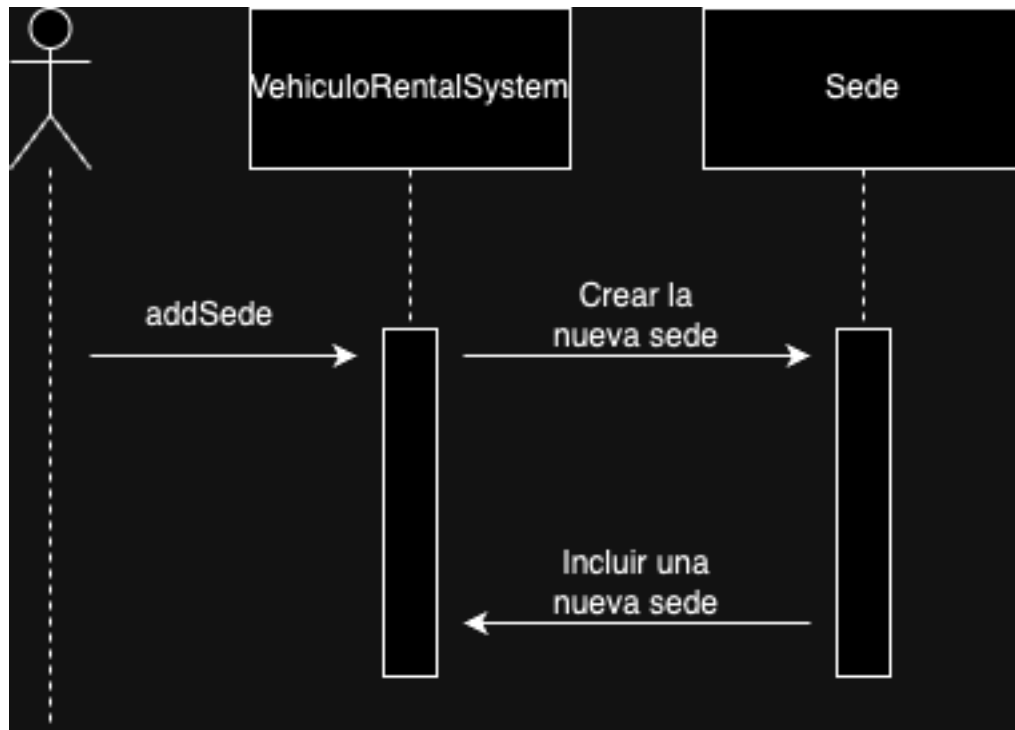 VehiculoRentalSystem
Sede
addSede
Crear la
nueva sede
Incluir una
nueva sede